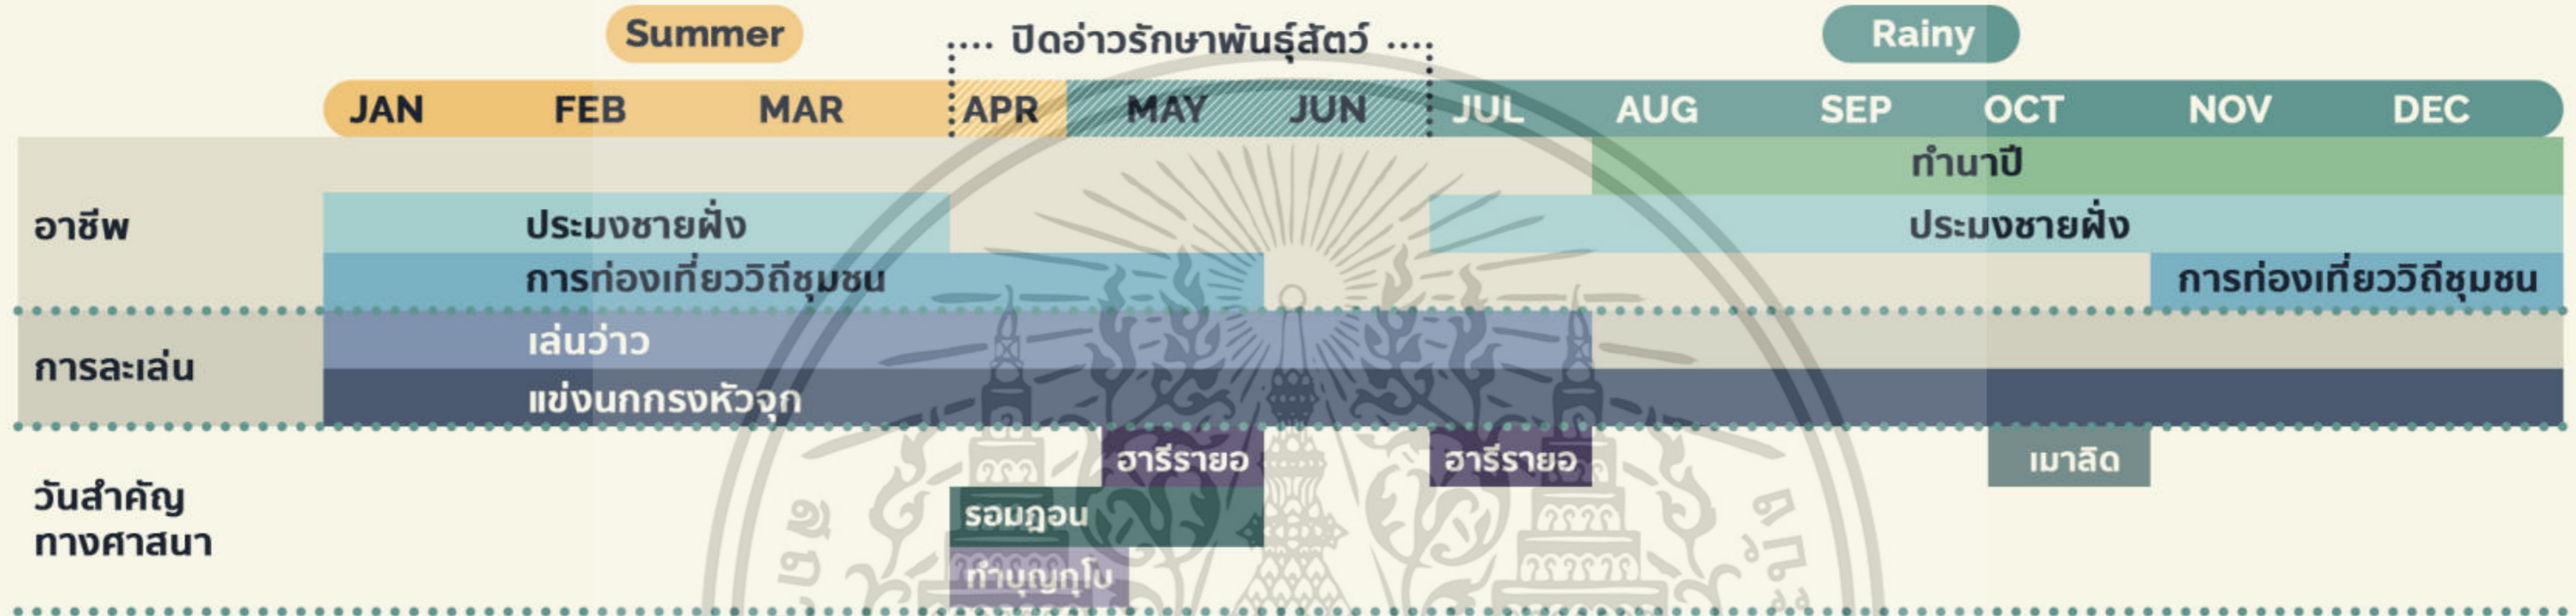 Summer
ปิดอ่าวรักษาพันธุ์สัตว์
Rainy
JAN FEB MAR APR MAY JUN JUL AUG SEP OCT NOV DEC
ทำนาปี
อาชีพ
ประมงชายฝั่ง
ประมงชายฝั่ง
การท่องเที่ยววิถีชุมชน
การท่องเที่ยววิถีชุมชน
การละเล่น
เล่นว่าว
แข่งนกกรงหัวจุก
วันสำคัญ
ทางศาสนา
ฮารีรายอ
ฮารีรายอ
เมาลิด
รอมฎอน
ทำบุญกุโบ